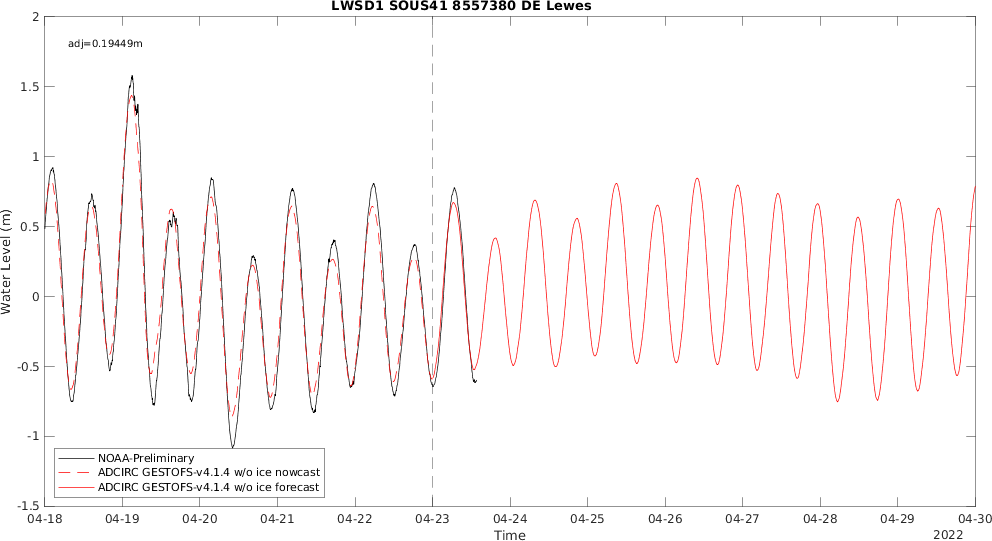 LWSD1 SOUS41 8557380 DE Lewes
adj=0.19449m
Water Level (m)
2
1.5
1
0.5
0
-0.5
-1
-1.5
NOAA-Preliminary
ADCIRC GESTOFS-v4.1.4 w/o ice nowcast
ADCIRC GESTOFS-v4.1.4 w/o ice forecast
04-18 04-19 04-20 04-21 04-22 04-23 04-24 04-25 04-26 04-27 04-28 04-29 04-30
Time
2022